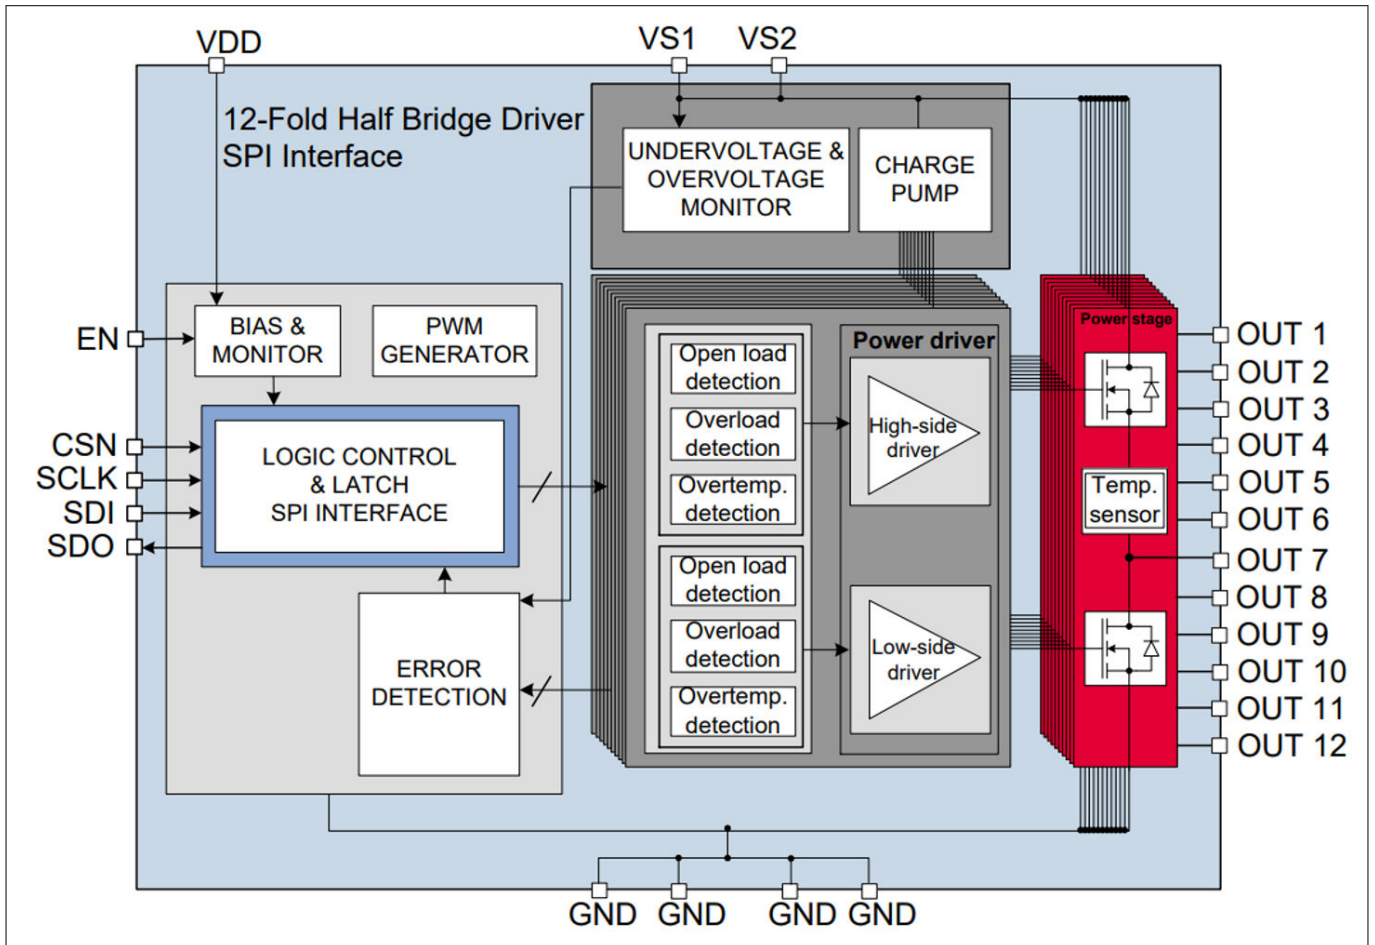 VDD
VS1
VS2
12-Fold Half Bridge Driver
SPI Interface
UNDERVOLTAGE &
OVERVOLTAGE
MONITOR
CHARGE
PUMP
EN
BIAS &
MONITOR
PWM
GENERATOR
CSN
SCLK
SDI
SDO
LOGIC CONTROL
& LATCH
SPI INTERFACE
ERROR
DETECTION
Open load
detection
Overload
detection
Overtemp.
detection
Open load
detection
Overload
detection
Overtemp.
detection
Power driver
High-side
driver
Low-side
driver
Power stage
Temp.
sensor
OUT 1
OUT 2
OUT 3
OUT 4
OUT 5
OUT 6
OUT 7
OUT 8
OUT 9
OUT 10
OUT 11
OUT 12
GND
GND
GND
GND